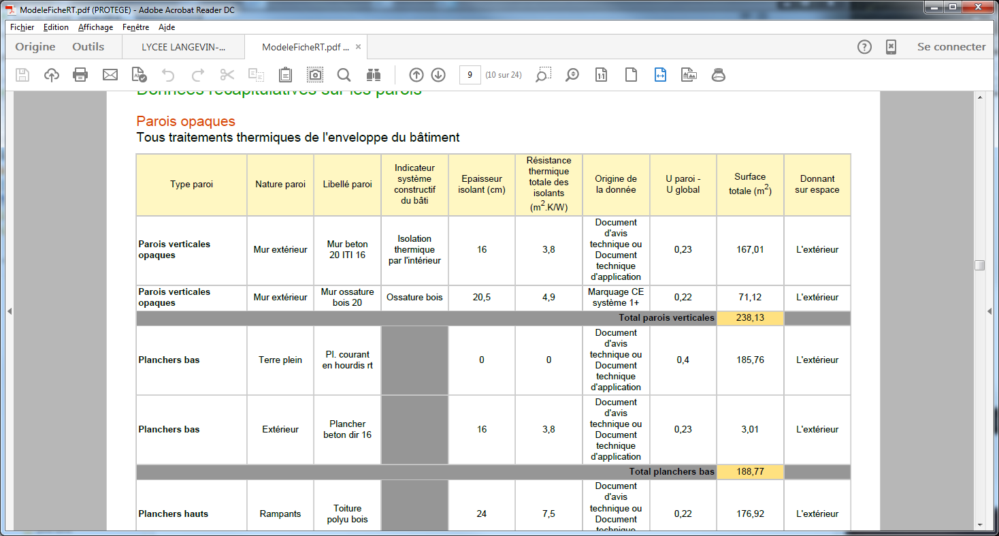 ModeleFicheRT.pdf (PROTEGE) - Adobe Acrobat Reader DC
Fichier Edition Affichage Fenêtre Aide
Origine Outils LYCEE LANGEVIN-... ModeleFicheRT.pdf ... × Se connecter
9 (10 sur 24)
Données récapitulatives sur les parois
Parois opaques
Tous traitements thermiques de l'enveloppe du bâtiment
Type paroi
Nature paroi
Libellé paroi
Indicateur
système
constructif
du bâti
Epaisseur
isolant (cm)
Résistance
thermique
totale des
isolants
(m2.K/W)
Origine de
la donnée
U paroi -
U global
Surface
totale (m2)
Donnant
sur espace
Parois verticales
opaques
Mur extérieur
Mur beton
20 ITI 16
Isolation
thermique
par l'intérieur
16
3,8
Document
d'avis
technique ou
Document
technique
d'application
0,23
167,01
L'extérieur
Parois verticales
opaques
Mur extérieur
Mur ossature
bois 20
Ossature bois
20,5
4,9
Marquage CE
système 1+
0,22
71,12
L'extérieur
Total parois verticales
238,13
Planchers bas
Terre plein
Pl. courant
en hourdis rt
0
0
Document
d'avis
technique ou
Document
technique
d'application
0,4
185,76
L'extérieur
Planchers bas
Extérieur
Plancher
beton dir 16
16
3,8
Document
d'avis
technique ou
Document
technique
d'application
0,23
3,01
L'extérieur
Total planchers bas
188,77
Planchers hauts
Rampants
Toiture
polyu bois
24
7,5
Document
d'avis
technique ou
Document
technique
0,22
176,92
L'extérieur